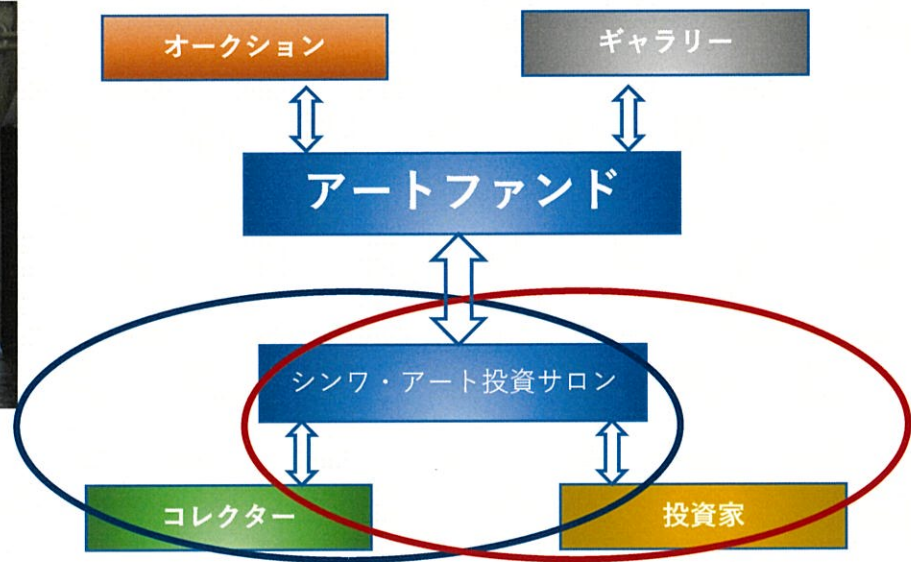 オークション
ギャラリー
アートファンド
シンワ・アート投資サロン
コレクター
投資家